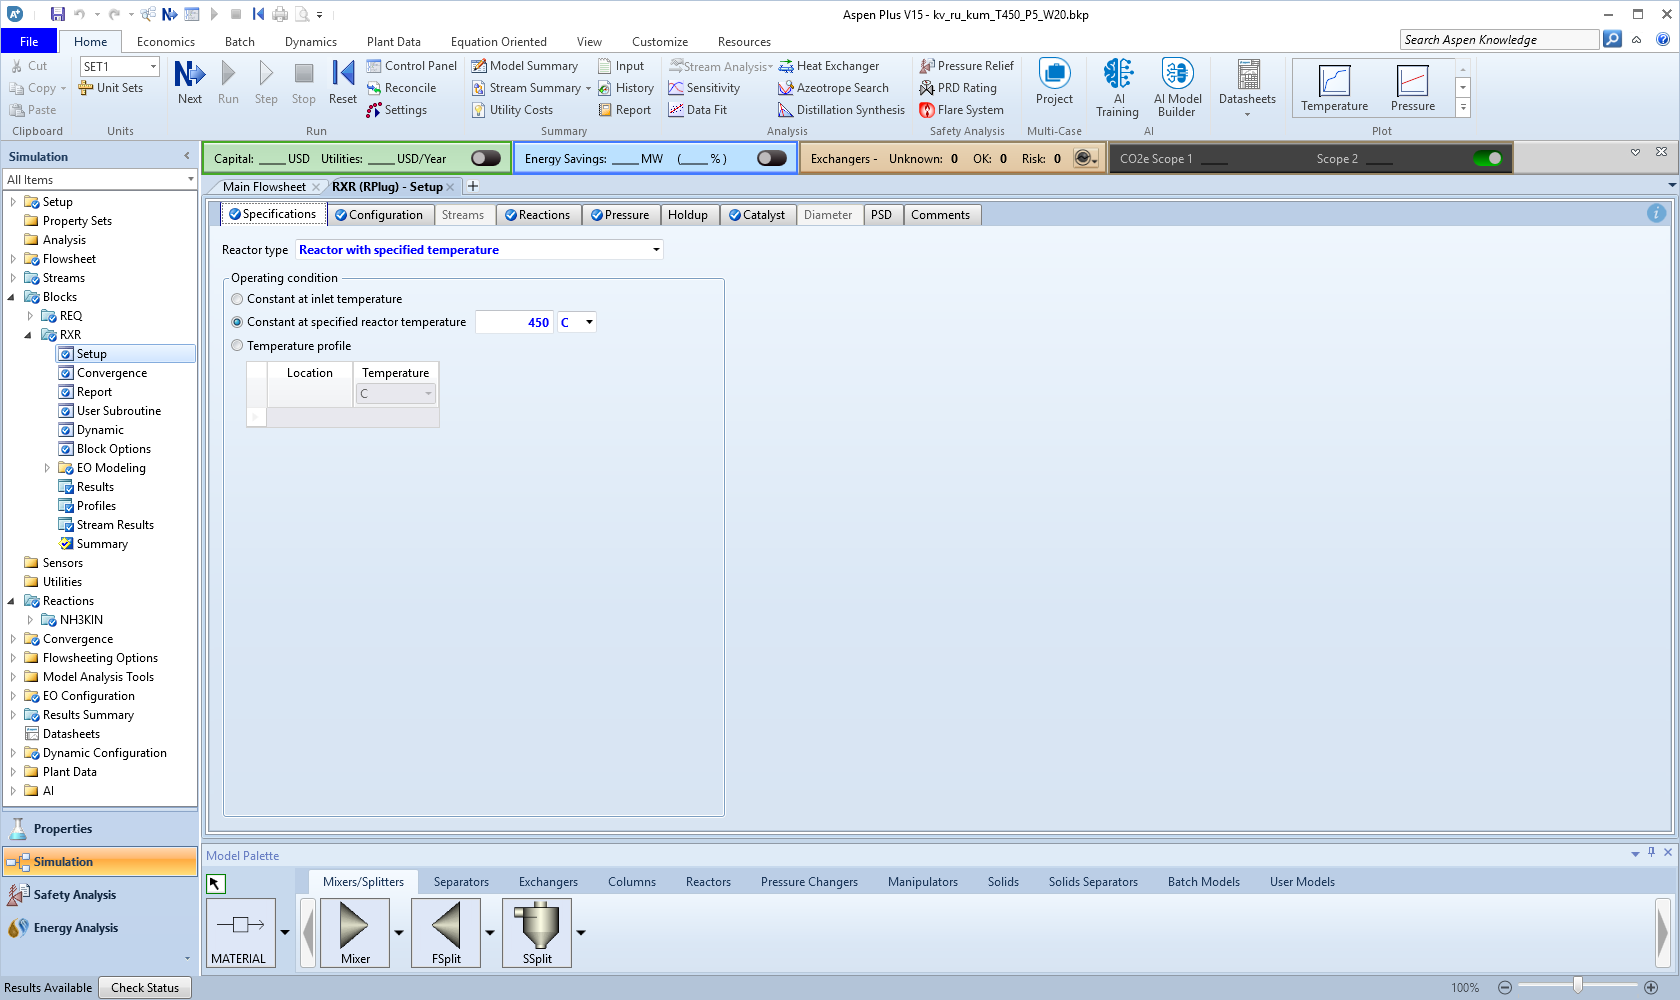 Aspen Plus V15 - kv_ru_kum_T450_P5_W20.bkp
File Home Economics Batch Dynamics Plant Data Equation Oriented View Customize Resources
Search Aspen Knowledge
Cut
Copy
Paste
Clipboard
SET1
Unit Sets
Units
Next Run Step Stop Reset
Control Panel
Reconcile
Settings
Run
Model Summary
Stream Summary
Utility Costs
Input
History
Report
Summary
Stream Analysis
Sensitivity
Data Fit
Heat Exchanger
Azeotrope Search
Distillation Synthesis
Analysis
Pressure Relief
PRD Rating
Flare System
Safety Analysis
Project
Multi-Case
AI Training
AI Model Builder
AI
Datasheets
Temperature Pressure
Plot
Capital: ____ USD Utilities: ____ USD/Year
Energy Savings: ____ MW (____ %)
Exchangers - Unknown: 0 OK: 0 Risk: 0
CO2e Scope 1 ____ Scope 2 ____
Simulation
All Items
Setup
Property Sets
Analysis
Flowsheet
Streams
Blocks
REQ
RXR
Setup
Convergence
Report
User Subroutine
Dynamic
Block Options
EO Modeling
Results
Profiles
Stream Results
Summary
Sensors
Utilities
Reactions
NH3KIN
Convergence
Flowsheeting Options
Model Analysis Tools
EO Configuration
Results Summary
Datasheets
Dynamic Configuration
Plant Data
AI
Properties
Simulation
Safety Analysis
Energy Analysis
Main Flowsheet RXR (RPlug) - Setup
Specifications Configuration Streams Reactions Pressure Holdup Catalyst Diameter PSD Comments
Reactor type Reactor with specified temperature
Operating condition
Constant at inlet temperature
Constant at specified reactor temperature 450 C
Temperature profile
Location Temperature
C
Model Palette
Mixers/Splitters Separators Exchangers Columns Reactors Pressure Changers Manipulators Solids Solids Separators Batch Models User Models
MATERIAL Mixer FSplit SSplit
Results Available Check Status 100%